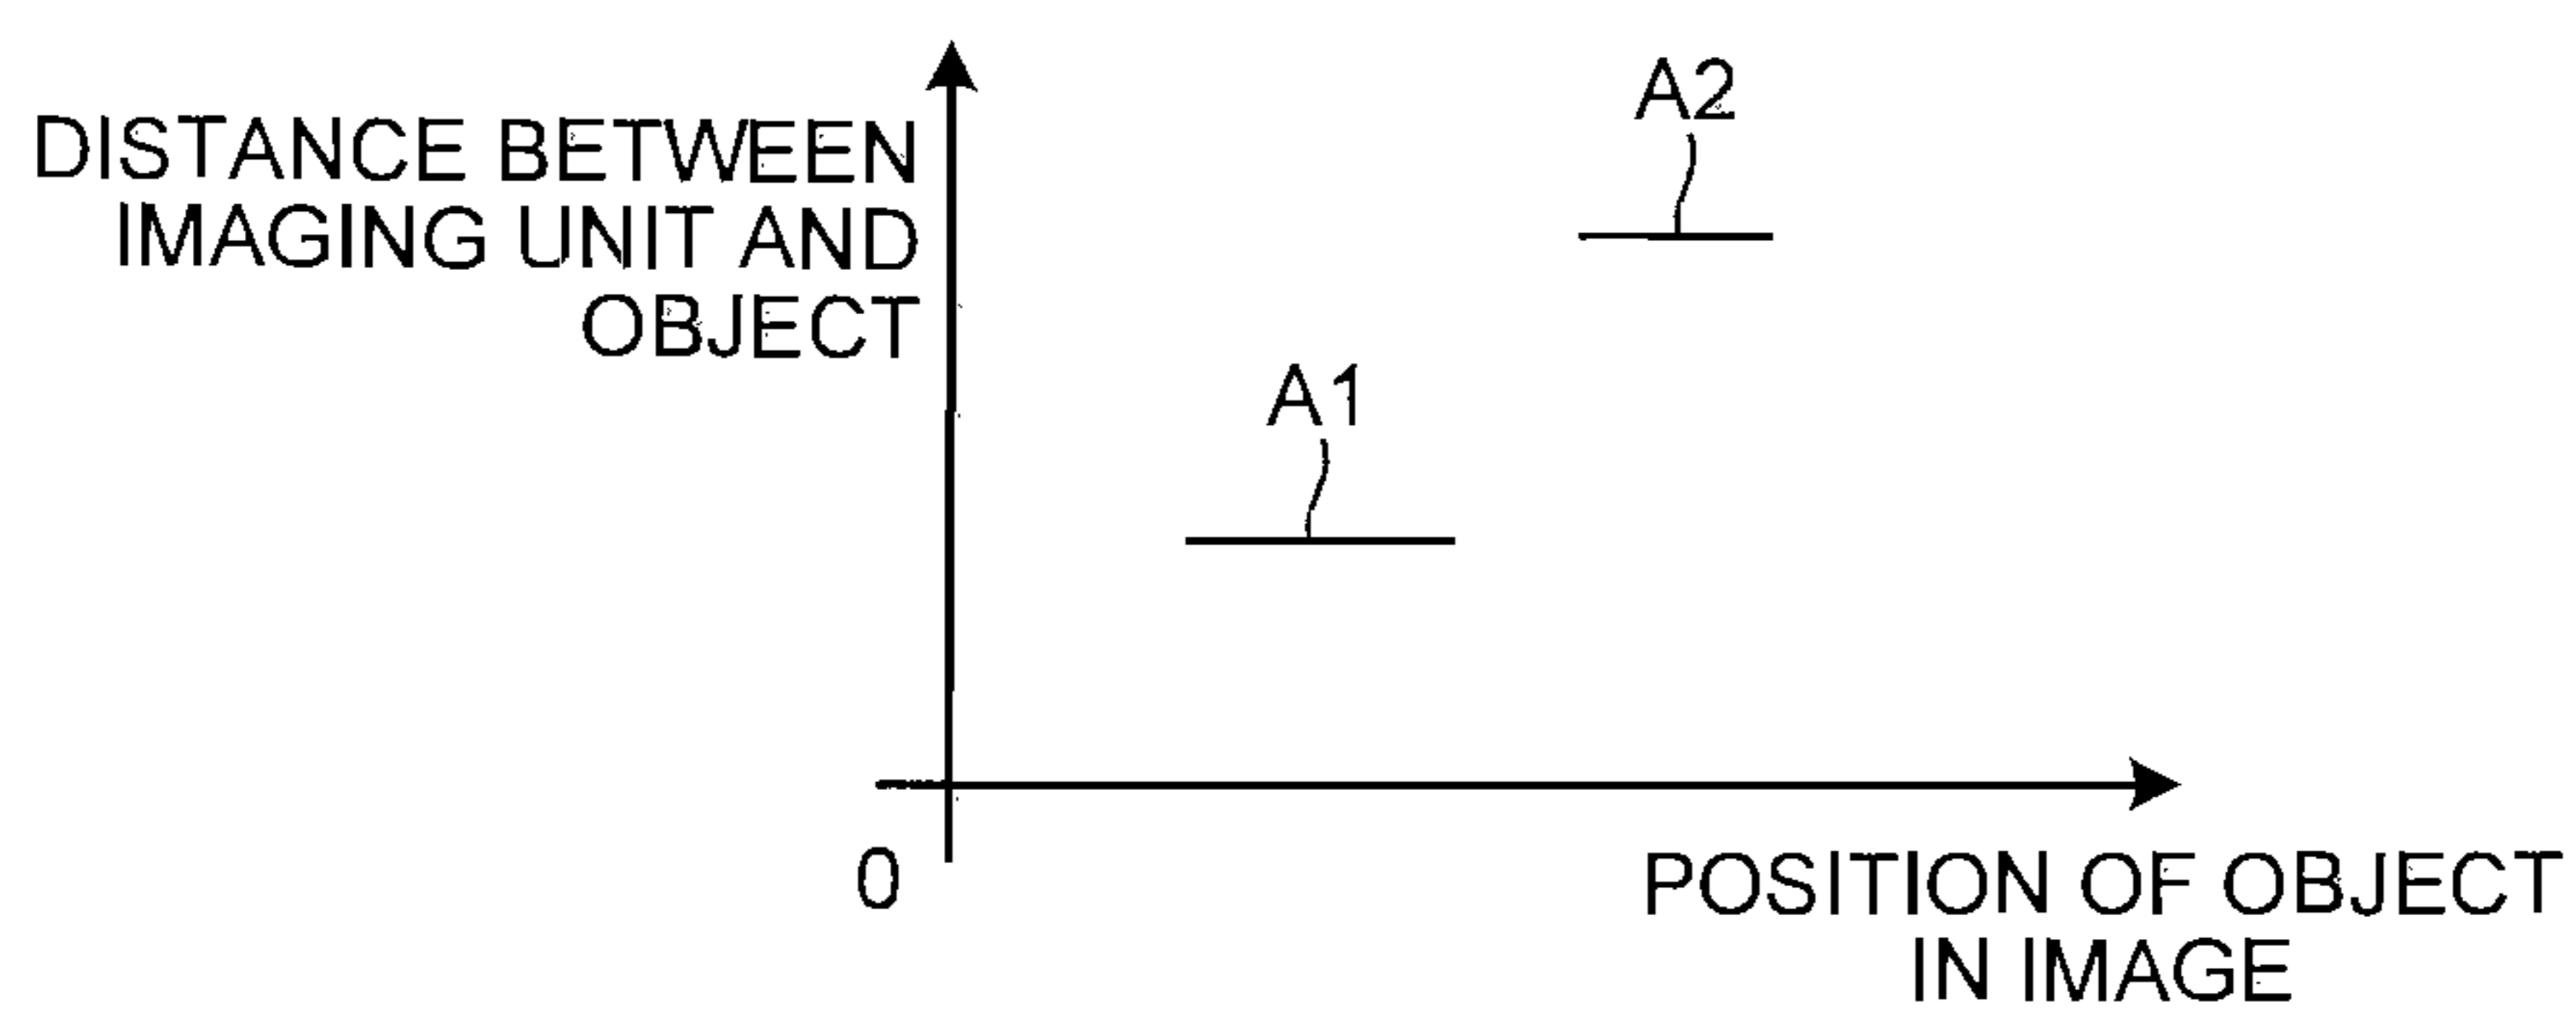 A2
DISTANCE BETWEEN
IMAGING UNIT AND
OBJECT
A1
0
POSITION OF OBJECT
IN IMAGE